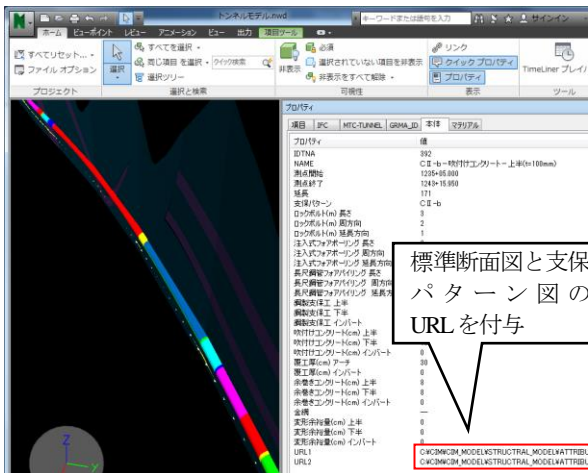 トンネルモデル.nwd
キーワードまたは語句を入力
サインイン
ホーム ビューポイント レビュー アニメーション ビュー 出力 項目ツール
すべてリセット... 
ファイル オプション
プロジェクト
選択
すべてを選択
同じ項目 を選択
クイック検索
選択ツリー
選択と検索
非表示
必須
選択されていない項目を非表示
非表示をすべて解除
可視性
リンク
クイック プロパティ
プロパティ
表示
TimeLiner プレイ
ツール
プロパティ
項目 IFC MTC-TUNNEL GRMA_ID 本体 マテリアル
プロパティ 値
IDTNA 392
NAME CⅡ-b-吹付けコンクリート-上半(t=100mm)
測点開始 1235+05.000
測点終了 1243+15.950
延長 171
支保パターン CⅡ-b
ロックボルト(m) 長さ 3
ロックボルト(m) 周方向 2
ロックボルト(m) 延長方向 1
注入式フォアポーリング 長さ
注入式フォアポーリング 周方向
注入式フォアポーリング 延長方
長尺鋼管フォアパイリング 長さ
長尺鋼管フォアパイリング 周方向
長尺鋼管フォアパイリング 延長方
鋼製支保工 上半
鋼製支保工 下半
鋼製支保工 インバート
吹付けコンクリート(cm) 上半
吹付けコンクリート(cm) 下半
吹付けコンクリート(cm) インバート 0
覆工厚(cm) アーチ 30
覆工厚(cm) インバート 0
余巻きコンクリート(cm) 上半 0
余巻きコンクリート(cm) 下半 0
余巻きコンクリート(cm) インバート 0
金網 —
変形余裕量(cm) 上半 0
変形余裕量(cm) 下半 0
変形余裕量(cm) インバート 0
URL1 C:¥CIM¥CIM_MODEL¥STRUCTRAL_MODEL¥ATTRIBU
URL2 C:¥CIM¥CIM_MODEL¥STRUCTRAL_MODEL¥ATTRIBU
標準断面図と支保
パターン図の
URLを付与
Z
Y